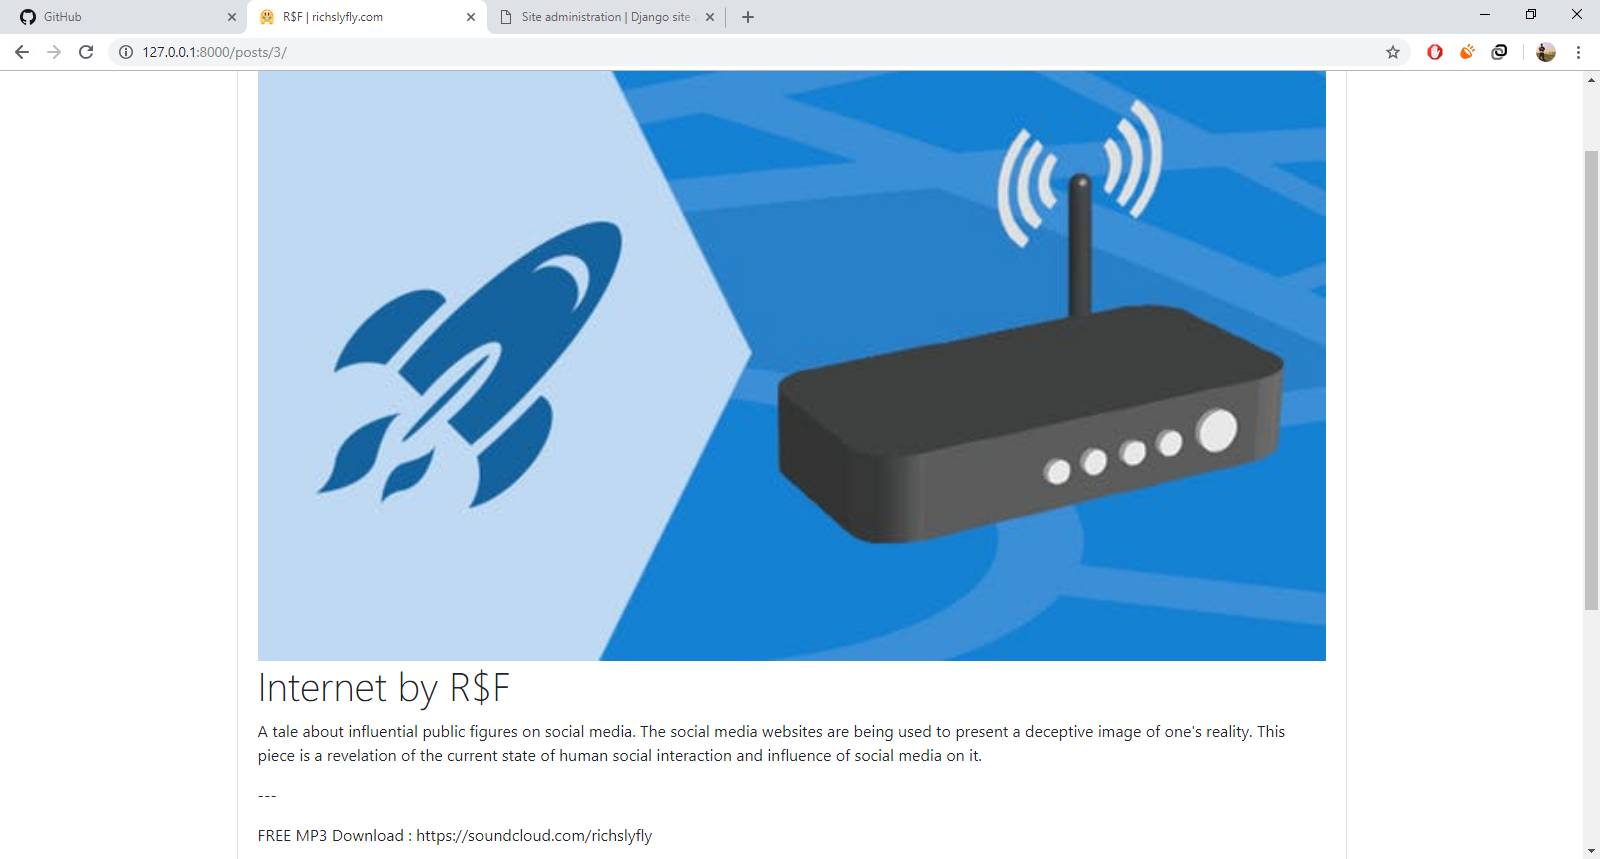 GitHub
R$F | richslyfly.com
Site administration | Django site
127.0.0.1:8000/posts/3/
Internet by R$F
A tale about influential public figures on social media. The social media websites are being used to present a deceptive image of one's reality. This
piece is a revelation of the current state of human social interaction and influence of social media on it.
---
FREE MP3 Download : https://soundcloud.com/richslyfly